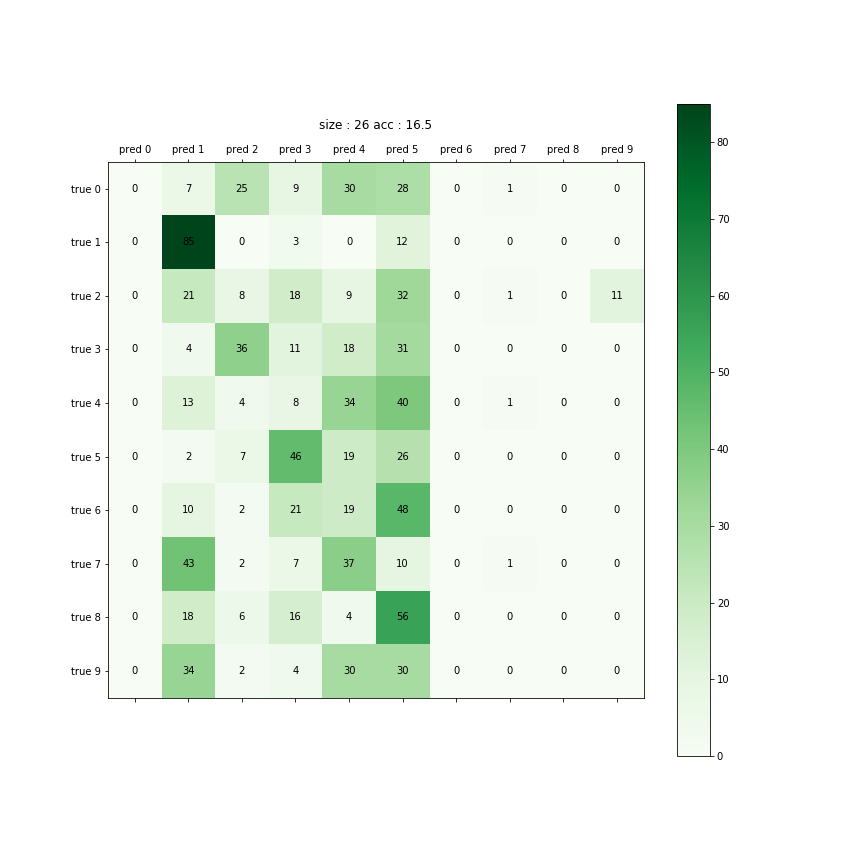 size : 26 acc : 16.5
pred 0 pred 1 pred 2 pred 3 pred 4 pred 5 pred 6 pred 7 pred 8 pred 9
true 0 0 7 25 9 30 28 0 1 0 0
true 1 0 85 0 3 0 12 0 0 0 0
true 2 0 21 8 18 9 32 0 1 0 11
true 3 0 4 36 11 18 31 0 0 0 0
true 4 0 13 4 8 34 40 0 1 0 0
true 5 0 2 7 46 19 26 0 0 0 0
true 6 0 10 2 21 19 48 0 0 0 0
true 7 0 43 2 7 37 10 0 1 0 0
true 8 0 18 6 16 4 56 0 0 0 0
true 9 0 34 2 4 30 30 0 0 0 0
80
70
60
50
40
30
20
10
0